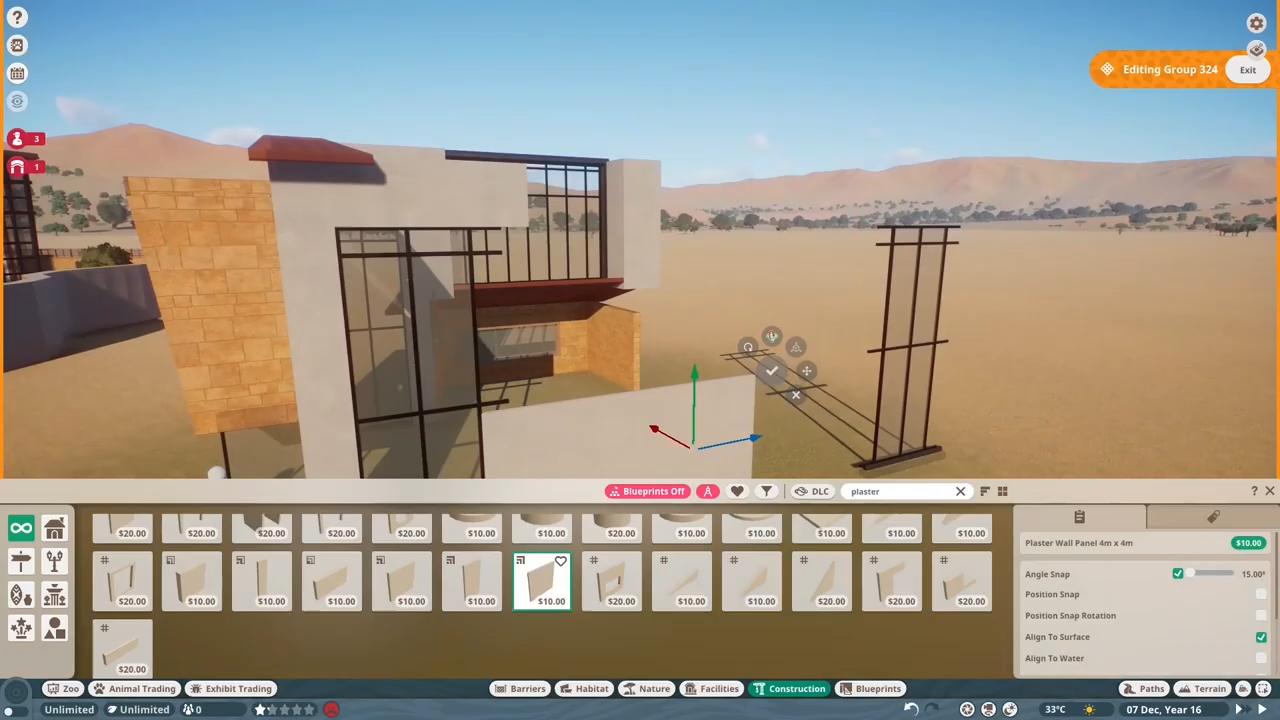 ?
Editing Group 324
Exit
3
1
Blueprints Off
DLC
plaster
?
$20.00 $20.00 $20.00 $20.00 $20.00 $10.00 $10.00 $20.00 $10.00 $10.00 $20.00 $10.00 $10.00
$20.00 $10.00 $10.00 $10.00 $10.00 $10.00 $10.00 $20.00 $10.00 $10.00 $20.00 $20.00 $20.00
$20.00
Plaster Wall Panel 4m x 4m
$10.00
Angle Snap
15.00°
Position Snap
Position Snap Rotation
Align To Surface
Align To Water
Zoo
Animal Trading
Exhibit Trading
Barriers
Habitat
Nature
Facilities
Construction
Blueprints
Paths
Terrain
Unlimited
Unlimited
0
33°C
07 Dec, Year 16